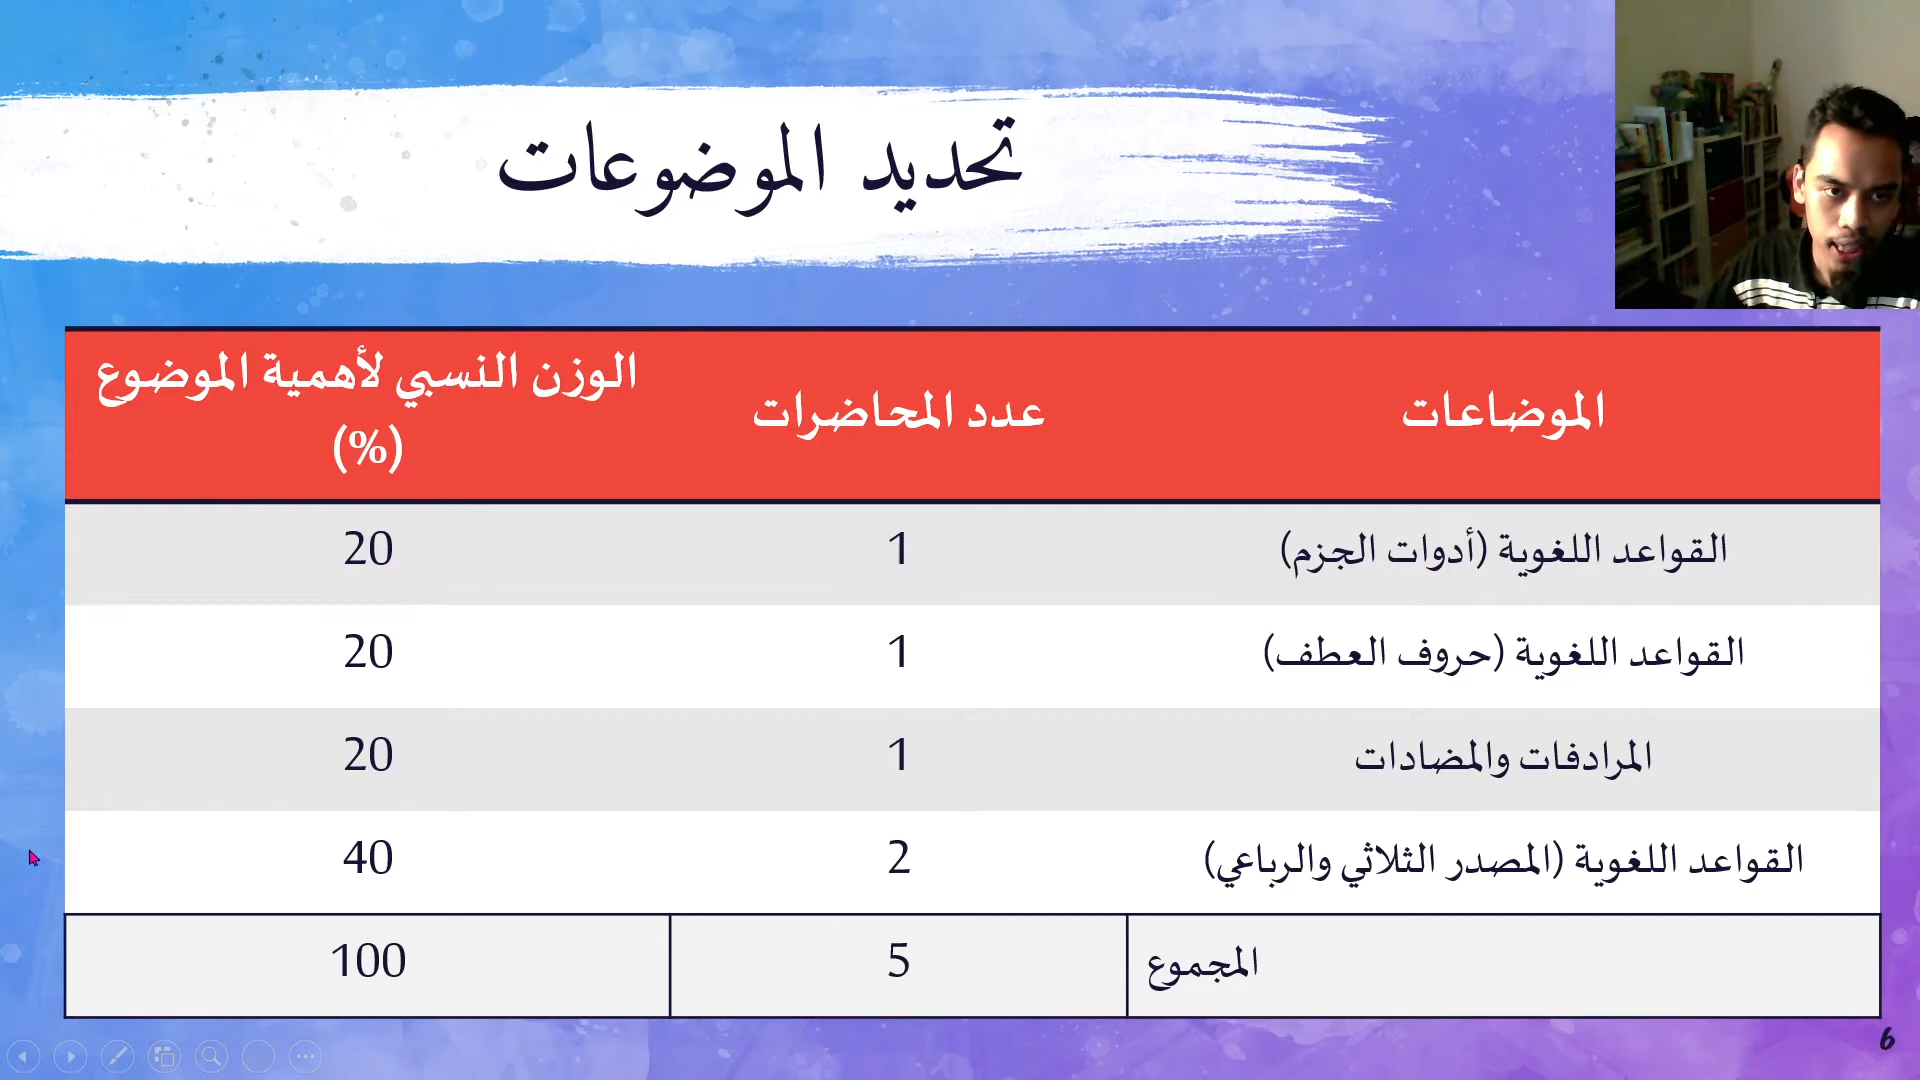 تحديد الموضوعات
الموضاعات عدد المحاضرات الوزن النسبي لأهمية الموضوع
(%)
القواعد اللغوية (أدوات الجزم) 1 20
القواعد اللغوية (حروف العطف) 1 20
المرادفات والمضادات 1 20
القواعد اللغوية (المصدر الثلاثي والرباعي) 2 40
المجموع 5 100
6